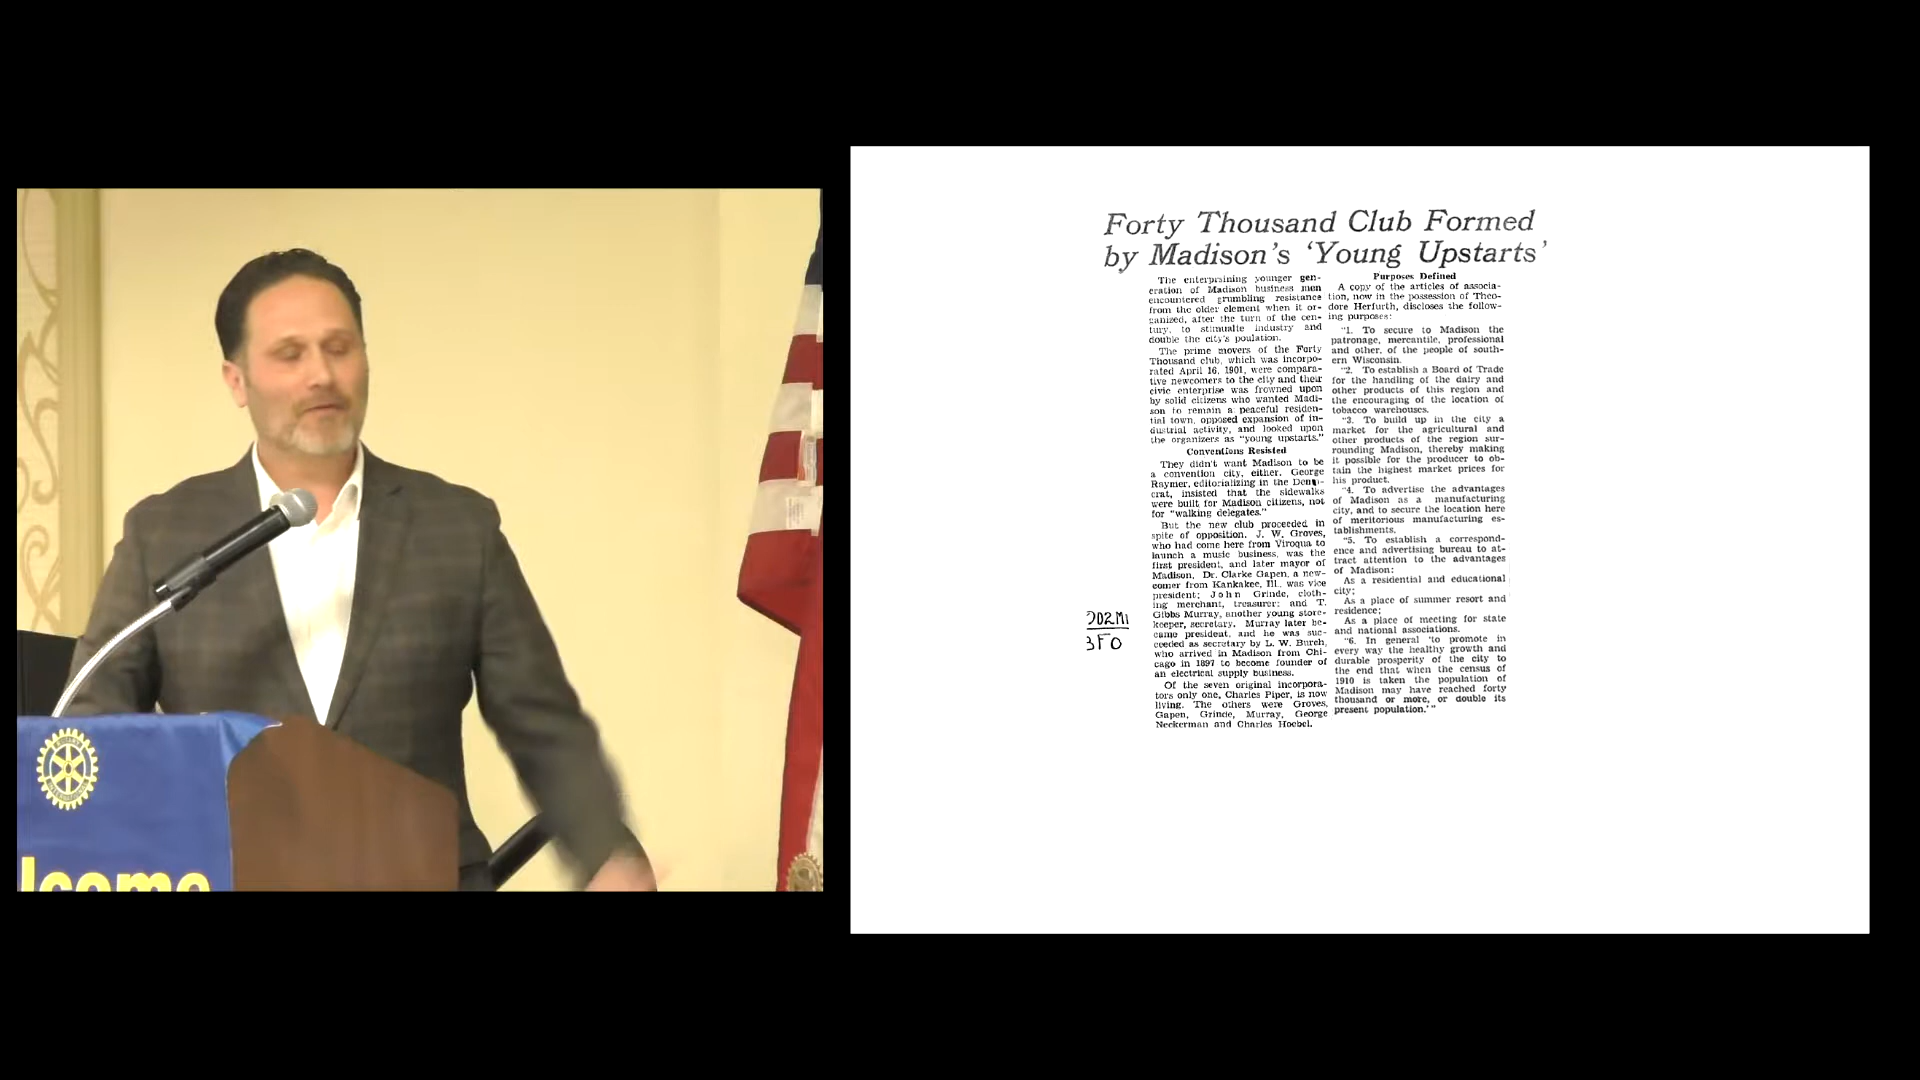 Forty Thousand Club Formed
by Madison's 'Young Upstarts'
The enterprsining younger gen-
eration of Madison business men
encountered grumbling resistance
from the older element when it or-
ganized, after the turn of the cen-
tury, to stimualte industry and
double the city's poulation.
The prime movers of the Forty
Thousand club, which was incorpo-
rated April 16, 1901, were compara-
tive newcomers to the city and their
civic enterprise was frowned upon
by solid citizens who wanted Madi-
son to remain a peaceful residen-
tial town, opposed expansion of in-
dustrial activity, and looked upon
the organizers as "young upstarts."
Conventions Resisted
They didn't want Madison to be
a convention city, either. George
Raymer, editorializing in the Demo-
crat, insisted that the sidewalks
were built for Madison citizens, not
for "walking delegates."
But the new club proceeded in
spite of opposition. J. W. Groves,
who had come here from Viroqua to
launch a music business, was the
first president, and later mayor of
Madison, Dr. Clarke Gapen, a new-
comer from Kankakee, Ill., was vice
president; John Grinde, cloth-
ing merchant, treasurer; and T.
Gibbs Murray, another young store-
keeper, secretary. Murray later be-
came president, and he was suc-
ceeded as secretary by L. W. Burch,
who arrived in Madison from Chi-
cago in 1897 to become founder of
an electrical supply business.
Of the seven original incorpora-
tors only one, Charles Piper, is now
living. The others were Groves,
Gapen, Grinde, Murray, George
Neckerman and Charles Hoebel.
Purposes Defined
A copy of the articles of associa-
tion, now in the possession of Theo-
dore Herfurth, discloses the follow-
ing purposes:
"1. To secure to Madison the
patronage, mercantile, professional
and other, of the people of south-
ern Wisconsin.
"2. To establish a Board of Trade
for the handling of the dairy and
other products of this region and
the encouraging of the location of
tobacco warehouses.
"3. To build up in the city a
market for the agricultural and
other products of the region sur-
rounding Madison, thereby making
it possible for the producer to ob-
tain the highest market prices for
his product.
"4. To advertise the advantages
of Madison as a manufacturing
city, and to secure the location here
of meritorious manufacturing es-
tablishments.
"5. To establish a correspond-
ence and advertising bureau to at-
tract attention to the advantages
of Madison:
As a residential and educational
city;
As a place of summer resort and
residence;
As a place of meeting for state
and national associations.
"6. In general 'to promote in
every way the healthy growth and
durable prosperity of the city to
the end that when the census of
1910 is taken the population of
Madison may have reached forty
thousand or more, or double its
present population.'"